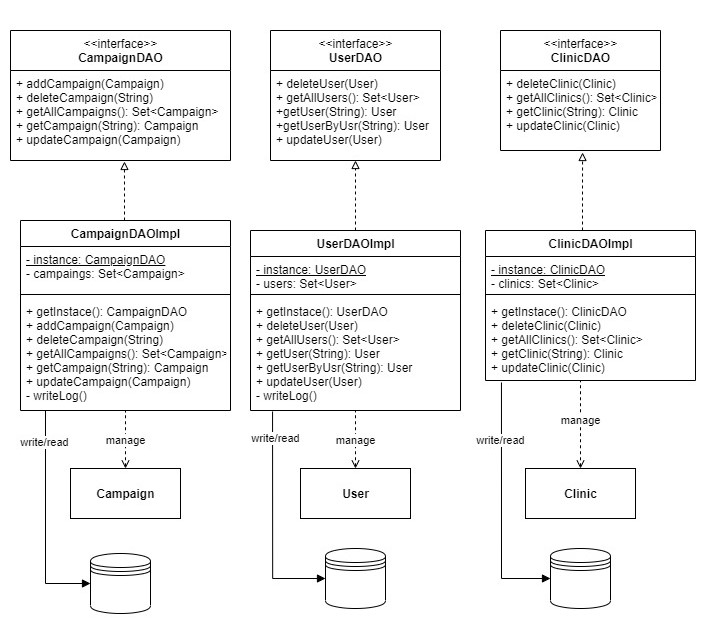 <<interface>>
CampaignDAO
+ addCampaign(Campaign)
+ deleteCampaign(String)
+ getAllCampaigns(): Set<Campaign>
+ getCampaign(String): Campaign
+ updateCampaign(Campaign)
<<interface>>
UserDAO
+ deleteUser(User)
+ getAllUsers(): Set<User>
+getUser(String): User
+getUserByUsr(String): User
+ updateUser(User)
<<interface>>
ClinicDAO
+ deleteClinic(Clinic)
+ getAllClinics(): Set<Clinic>
+ getClinic(String): Clinic
+ updateClinic(Clinic)
CampaignDAOImpl
- instance: CampaignDAO
- campaings: Set<Campaign>
+ getInstace(): CampaignDAO
+ addCampaign(Campaign)
+ deleteCampaign(String)
+ getAllCampaigns(): Set<Campaign>
+ getCampaign(String): Campaign
+ updateCampaign(Campaign)
- writeLog()
UserDAOImpl
- instance: UserDAO
- users: Set<User>
+ getInstace(): UserDAO
+ deleteUser(User)
+ getAllUsers(): Set<User>
+ getUser(String): User
+ getUserByUsr(String): User
+ updateUser(User)
- writeLog()
ClinicDAOImpl
- instance: ClinicDAO
- clinics: Set<Clinic>
+ getInstace(): ClinicDAO
+ deleteClinic(Clinic)
+ getAllClinics(): Set<Clinic>
+ getClinic(String): Clinic
+ updateClinic(Clinic)
write/read
manage
write/read
manage
write/read
manage
Campaign
User
Clinic